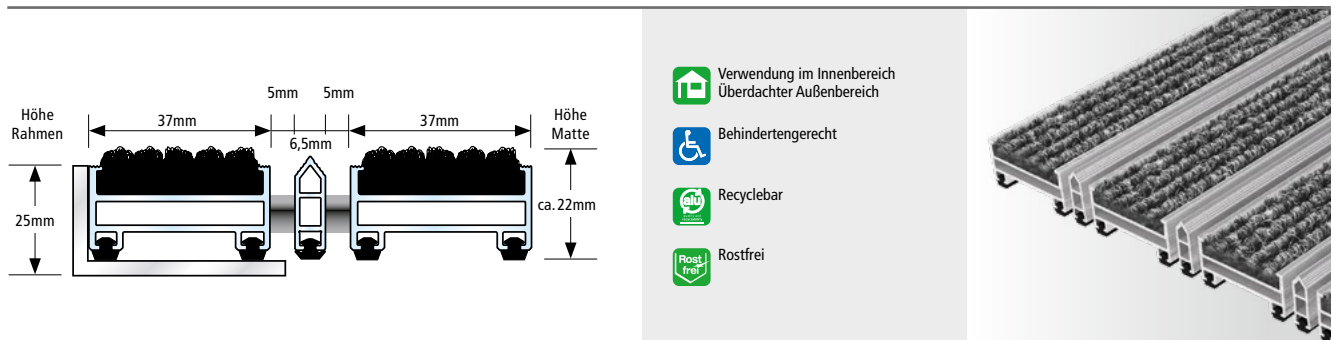 Höhe
Rahmen
25mm
37mm
5mm
5mm
6,5mm
37mm
Höhe
Matte
ca. 22mm
Verwendung im Innenbereich
Überdachter Außenbereich
Behindertengerecht
alu
Recyclebar
Rost
frei
Rostfrei